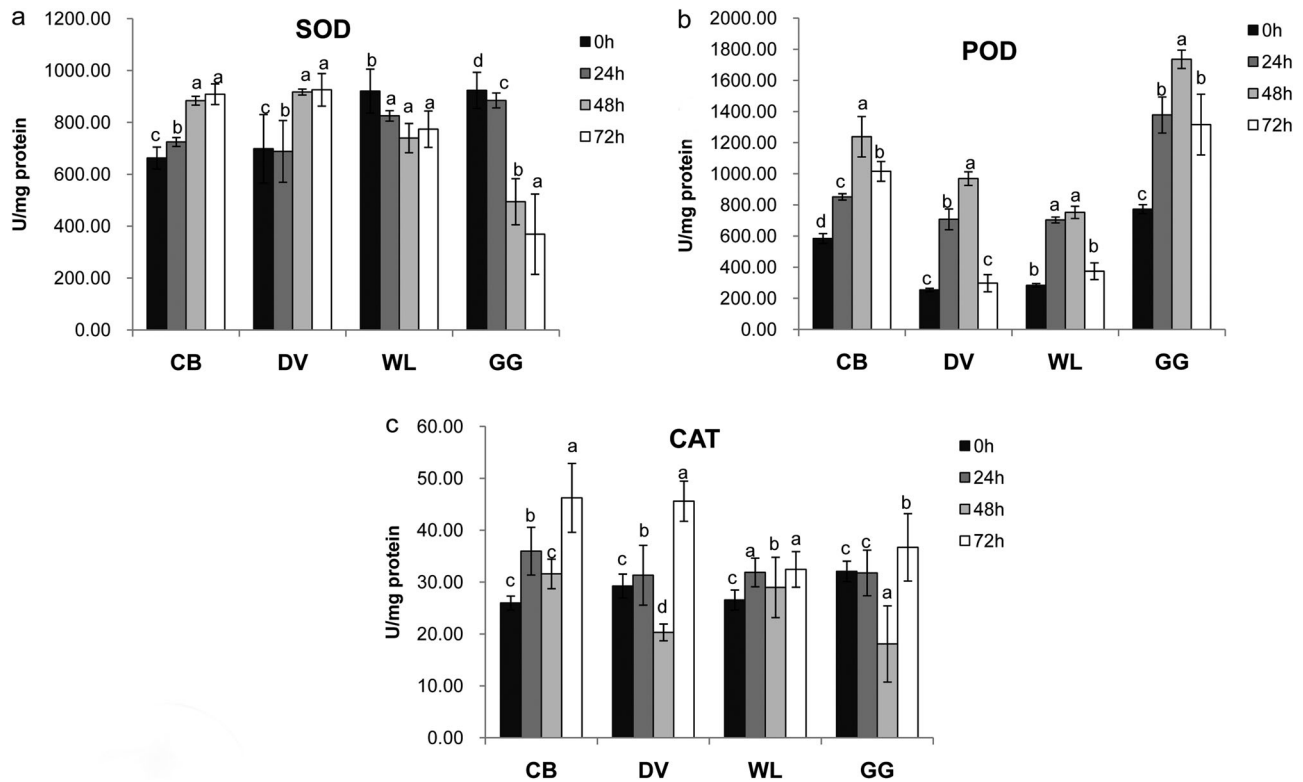 a
SOD
U/mg protein
1200.00
1000.00
800.00
600.00
400.00
200.00
0.00
c b a a
c b a a
b a a a
d c b a
CB DV WL GG
0h
24h
48h
72h
b
POD
U/mg protein
2000.00
1800.00
1600.00
1400.00
1200.00
1000.00
800.00
600.00
400.00
200.00
0.00
d c a b
c b a c
b a a b
c b a b
CB DV WL GG
0h
24h
48h
72h
c
CAT
U/mg protein
60.00
50.00
40.00
30.00
20.00
10.00
0.00
c b c a
c b d a
c a b a
c c a b
CB DV WL GG
0h
24h
48h
72h